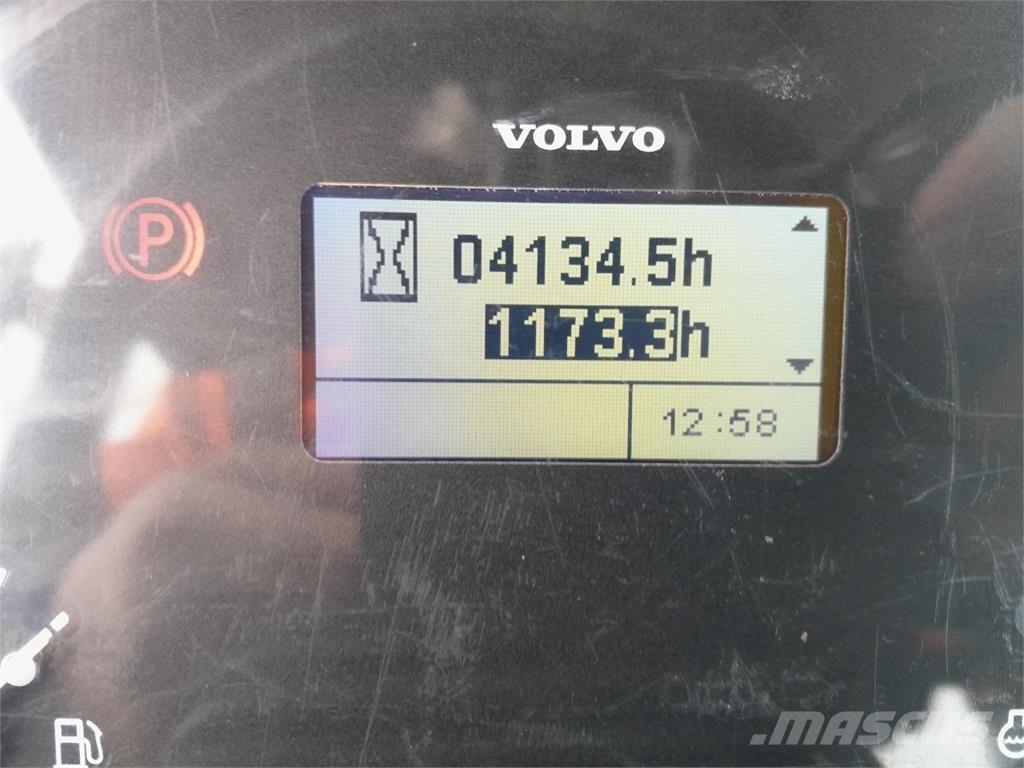 VOLVO
P
04134.5h
1173.3h
12:58
MASCUS